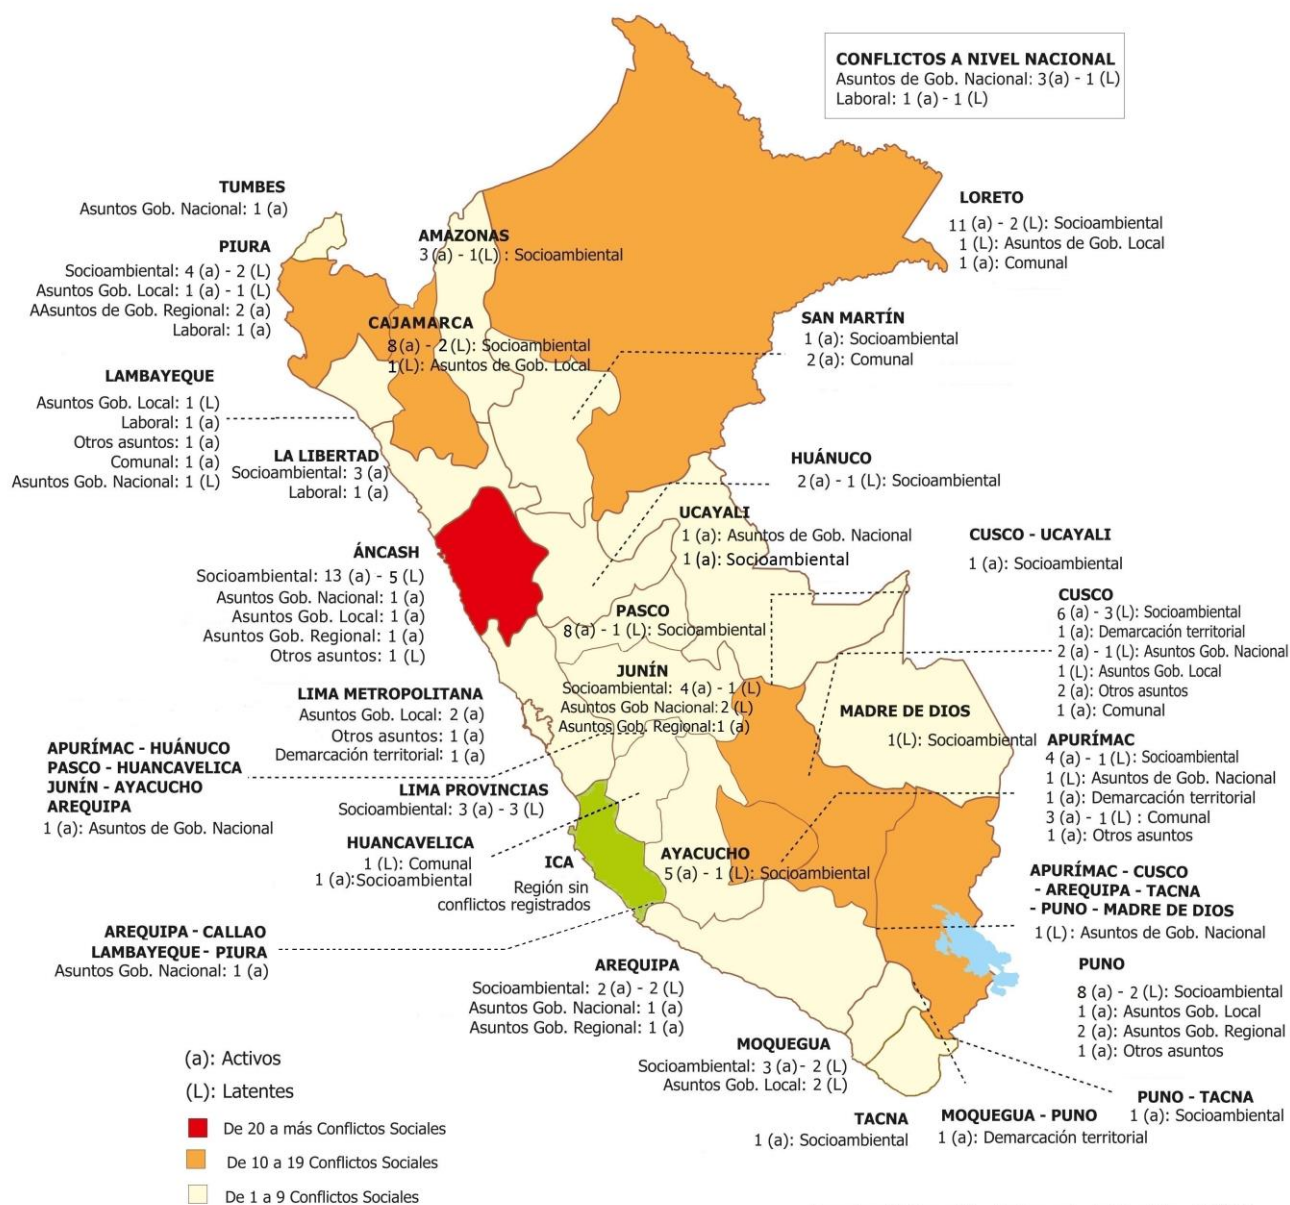 CONFLICTOS A NIVEL NACIONAL
Asuntos de Gob. Nacional: 3(a) - 1 (L)
Laboral: 1 (a) - 1 (L)
TUMBES
Asuntos Gob. Nacional: 1 (a)
PIURA
Socioambiental: 4 (a) - 2 (L)
Asuntos Gob. Local: 1 (a) - 1 (L)
AAsuntos de Gob. Regional: 2 (a)
Laboral: 1 (a)
AMAZONAS
3(a) - 1(L) : Socioambiental
LORETO
11 (a) - 2 (L): Socioambiental
1 (L): Asuntos de Gob. Local
1 (a): Comunal
CAJAMARCA
8(a) - 2(L): Socioambiental
1(L): Asuntos de Gob. Local
SAN MARTÍN
1 (a): Socioambiental
2(a): Comunal
LAMBAYEQUE
Asuntos Gob. Local: 1 (L)
Laboral: 1 (a)
Otros asuntos: 1 (a)
Comunal: 1 (a)
Asuntos Gob. Nacional: 1 (L)
LA LIBERTAD
Socioambiental: 3 (a)
Laboral: 1 (a)
HUÁNUCO
2(a) - 1 (L): Socioambiental
UCAYALI
1 (a): Asuntos de Gob. Nacional
1 (a): Socioambiental
CUSCO - UCAYALI
1 (a): Socioambiental
ÁNCASH
Socioambiental: 13 (a) - 5 (L)
Asuntos Gob. Nacional: 1 (a)
Asuntos Gob. Local: 1 (a)
Asuntos Gob. Regional: 1 (a)
Otros asuntos: 1 (L)
CUSCO
6(a) - 3(L): Socioambiental
1(a): Demarcación territorial
2(a) - 1(L): Asuntos Gob. Nacional
1(L): Asuntos Gob. Local
2(a): Otros asuntos
1 (a): Comunal
PASCO
8(a) - 1 (L): Socioambiental
JUNÍN
Socioambiental: 4(a) - 1(L)
Asuntos Gob Nacional:2(L)
Asuntos Gob. Regional:1(a)
LIMA METROPOLITANA
Asuntos Gob. Local: 2 (a)
Otros asuntos: 1 (a)
Demarcación territorial: 1 (a)
MADRE DE DIOS
1(L): Socioambiental
APURÍMAC
4(a) - 1(L): Socioambiental
1 (L): Asuntos de Gob. Nacional
1 (a): Demarcación territorial
3(a) - 1(L) : Comunal
1(a): Otros asuntos
APURÍMAC - HUÁNUCO
PASCO - HUANCAVELICA
JUNÍN - AYACUCHO
AREQUIPA
1 (a): Asuntos de Gob. Nacional
LIMA PROVINCIAS
Socioambiental: 3 (a) - 3 (L)
HUANCAVELICA
1 (L): Comunal
1(a):Socioambiental
ICA
Región sin
conflictos registrados
AYACUCHO
5(a) - 1(L): Socioambiental
APURÍMAC - CUSCO
- AREQUIPA - TACNA
- PUNO - MADRE DE DIOS
1(L): Asuntos de Gob. Nacional
AREQUIPA - CALLAO
LAMBAYEQUE- PIURA
Asuntos Gob. Nacional: 1 (a)
AREQUIPA
Socioambiental: 2(a) - 2 (L)
Asuntos Gob. Nacional: 1 (a)
Asuntos Gob. Regional: 1 (a)
PUNO
8 (a) - 2 (L): Socioambiental
1 (a): Asuntos Gob. Local
2 (a): Asuntos Gob. Regional
1 (a): Otros asuntos
MOQUEGUA
Socioambiental: 3(a) - 2(L)
Asuntos Gob. Local: 2(L)
PUNO - TACNA
1 (a): Socioambiental
TACNA
1 (a): Socioambiental
MOQUEGUA - PUNO
1 (a): Demarcación territorial
(a): Activos
(L): Latentes
De 20 a más Conflictos Sociales
De 10 a 19 Conflictos Sociales
De 1 a 9 Conflictos Sociales